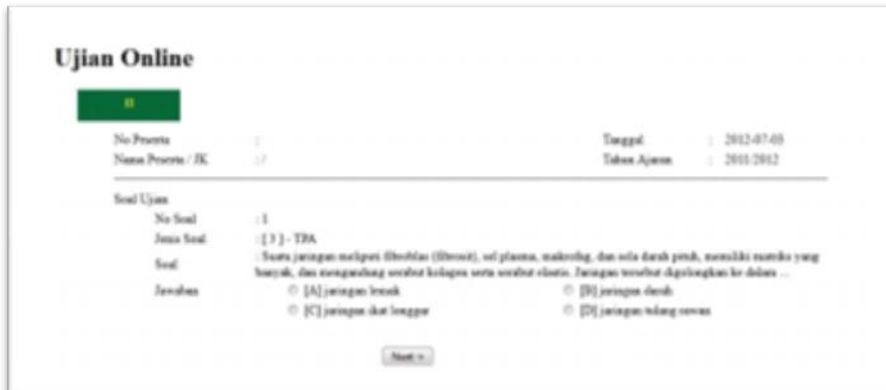 Ujian Online
No Peserta :
Nama Peserta / JK : /
Tanggal : 2012-07-03
Tahun Ajaran : 2011/2012
Soal Ujian
No Soal : 1
Jenis Soal : [ 3 ] - TPA
Soal : Suatu jaringan meliputi fibroblas (fibrosit), sel plasma, makrofag, dan sela darah putih, memiliki matriks yang
banyak, dan mengandung serabut kolagen serta serabut elastis. Jaringan tersebut digolongkan ke dalam ...
Jawaban [A] jaringan lemak [B] jaringan darah
[C] jaringan ikat longgar [D] jaringan tulang rawan
Next »